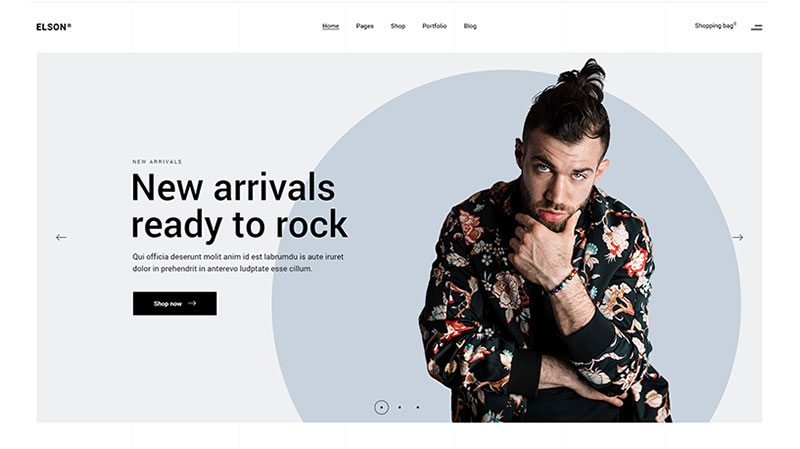 ELSON®
Home Pages Shop Portfolio Blog
Shopping bag⁰
NEW ARRIVALS
New arrivals
ready to rock
Qui officia deserunt molit anim id est labrumdu is aute iruret
dolor in prehendrit in anterevo ludptate esse cillum.
Shop now